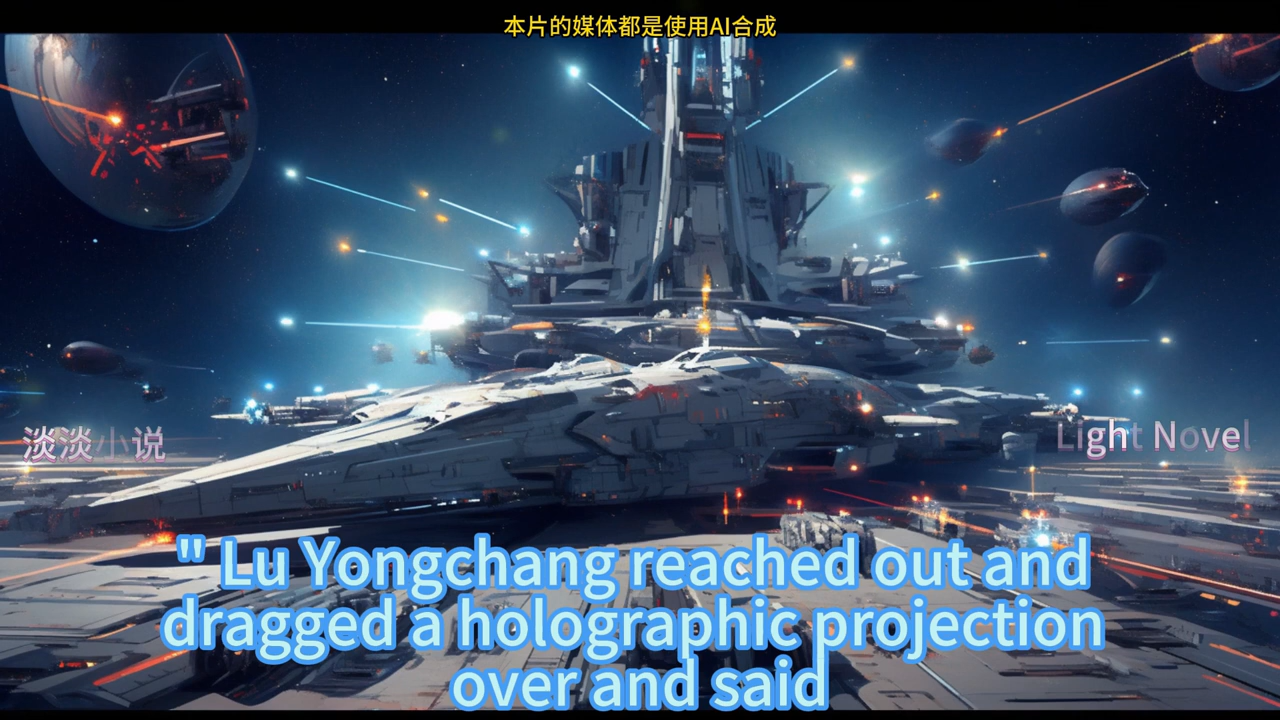 本片的媒体都是使用AI合成
淡淡小说
Light Novel
" Lu Yongchang reached out and
dragged a holographic projection
over and said